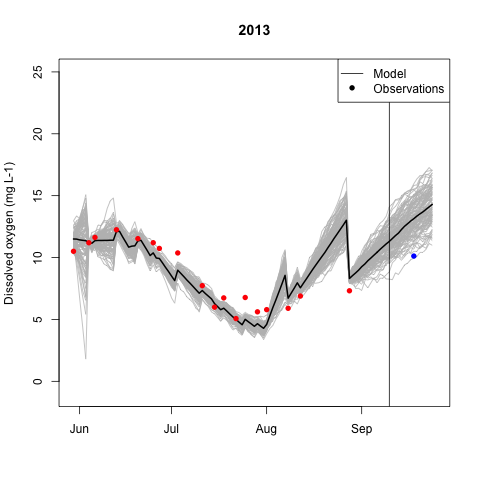 2013
Model
Observations
Dissolved oxygen (mg L-1)
25
20
15
10
5
0
Jun
Jul
Aug
Sep